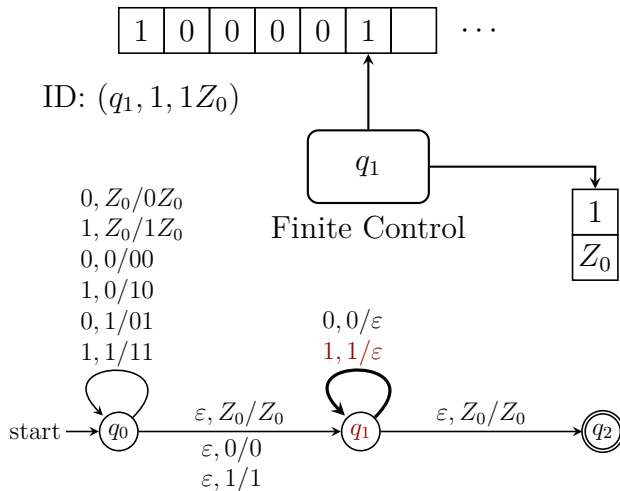 1 0 0 0 0 1 ⋯
ID: (q₁, 1, 1Z₀)
q₁
Finite Control
1
Z₀
0, Z₀/0Z₀
1, Z₀/1Z₀
0, 0/00
1, 0/10
0, 1/01
1, 1/11
0, 0/ε
1, 1/ε
start
q₀
ε, Z₀/Z₀
ε, 0/0
ε, 1/1
q₁
ε, Z₀/Z₀
q₂